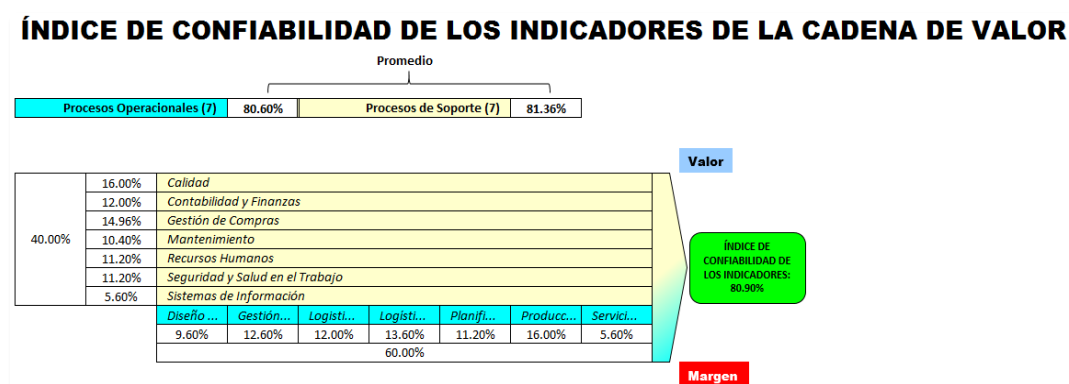 ÍNDICE DE CONFIABILIDAD DE LOS INDICADORES DE LA CADENA DE VALOR
Promedio
Procesos Operacionales (7) 80.60% Procesos de Soporte (7) 81.36%
Valor
40.00%
16.00% Calidad
12.00% Contabilidad y Finanzas
14.96% Gestión de Compras
10.40% Mantenimiento
11.20% Recursos Humanos
11.20% Seguridad y Salud en el Trabajo
5.60% Sistemas de Información
Diseño ... Gestión... Logisti... Logísti... Planifi... Producc... Servici...
9.60% 12.60% 12.00% 13.60% 11.20% 16.00% 5.60%
60.00%
ÍNDICE DE
CONFIABILIDAD DE
LOS INDICADORES:
80.90%
Margen